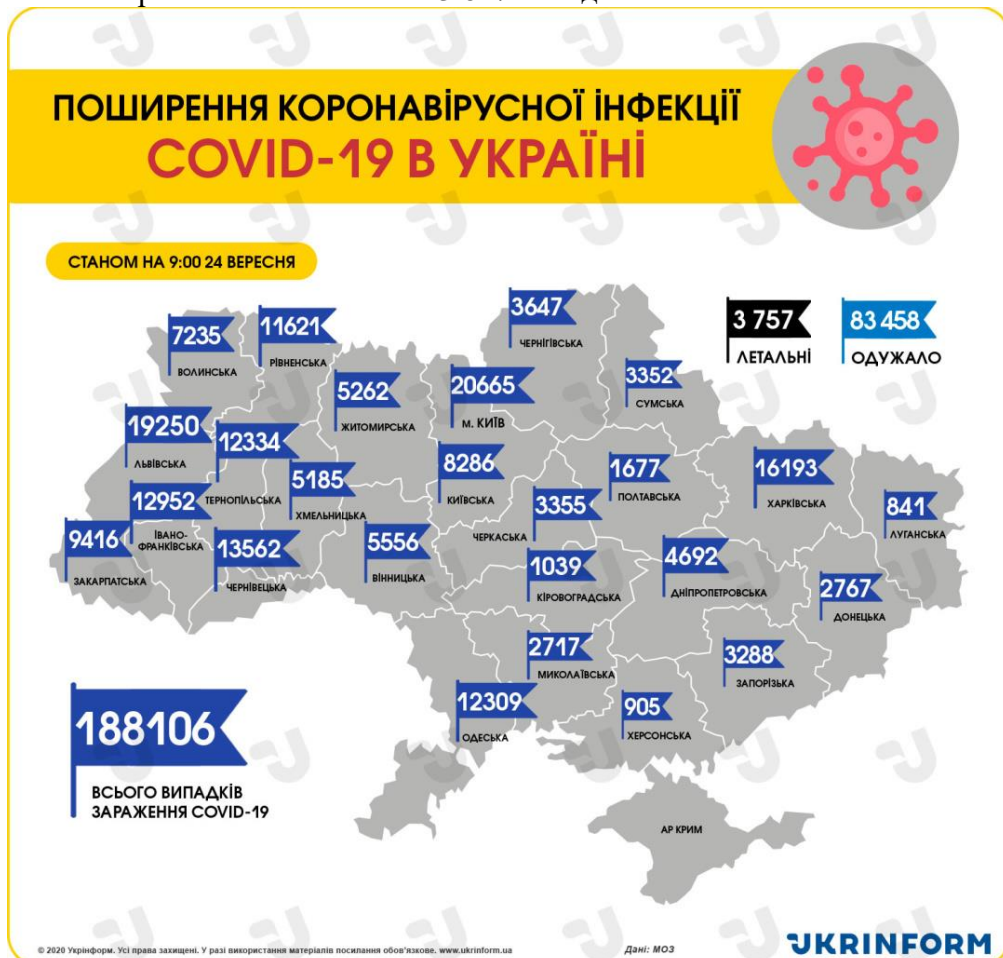 ПОШИРЕННЯ КОРОНАВІРУСНОЇ ІНФЕКЦІЇ
COVID-19 В УКРАЇНІ
СТАНОМ НА 9:00 24 ВЕРЕСНЯ
3 757
ЛЕТАЛЬНІ
83 458
ОДУЖАЛО
7235
ВОЛИНСЬКА
11621
РІВНЕНСЬКА
5262
ЖИТОМИРСЬКА
20665
м. КИЇВ
3647
ЧЕРНІГІВСЬКА
3352
СУМСЬКА
19250
ЛЬВІВСЬКА
12334
ТЕРНОПІЛЬСЬКА
5185
ХМЕЛЬНИЦЬКА
8286
КИЇВСЬКА
3355
ЧЕРКАСЬКА
1677
ПОЛТАВСЬКА
16193
ХАРКІВСЬКА
841
ЛУГАНСЬКА
12952
ІВАНО-
ФРАНКІВСЬКА
9416
ЗАКАРПАТСЬКА
13562
ЧЕРНІВЕЦЬКА
5556
ВІННИЦЬКА
1039
КІРОВОГРАДСЬКА
4692
ДНІПРОПЕТРОВСЬКА
2767
ДОНЕЦЬКА
2717
МИКОЛАЇВСЬКА
3288
ЗАПОРІЗЬКА
12309
ОДЕСЬКА
905
ХЕРСОНСЬКА
188106
ВСЬОГО ВИПАДКІВ
ЗАРАЖЕННЯ COVID-19
АР КРИМ
© 2020 Укрінформ. Усі права захищені. У разі використання матеріалів посилання обов'язкове. www.ukrinform.ua
Дані: МОЗ
UKRINFORM